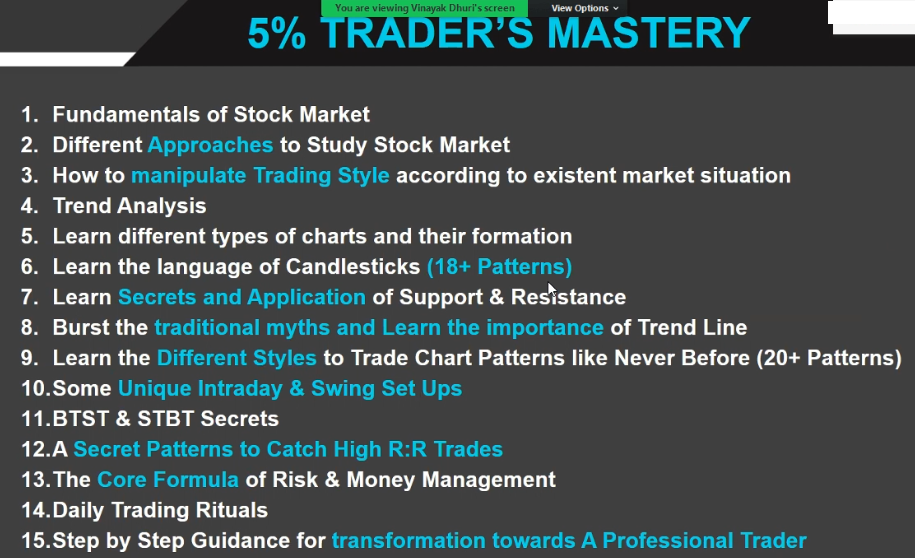 You are viewing Vinayak Dhuri's screen View Options
5% TRADER'S MASTERY
1. Fundamentals of Stock Market
2. Different Approaches to Study Stock Market
3. How to manipulate Trading Style according to existent market situation
4. Trend Analysis
5. Learn different types of charts and their formation
6. Learn the language of Candlesticks (18+ Patterns)
7. Learn Secrets and Application of Support & Resistance
8. Burst the traditional myths and Learn the importance of Trend Line
9. Learn the Different Styles to Trade Chart Patterns like Never Before (20+ Patterns)
10.Some Unique Intraday & Swing Set Ups
11.BTST & STBT Secrets
12.A Secret Patterns to Catch High R:R Trades
13.The Core Formula of Risk & Money Management
14.Daily Trading Rituals
15.Step by Step Guidance for transformation towards A Professional Trader